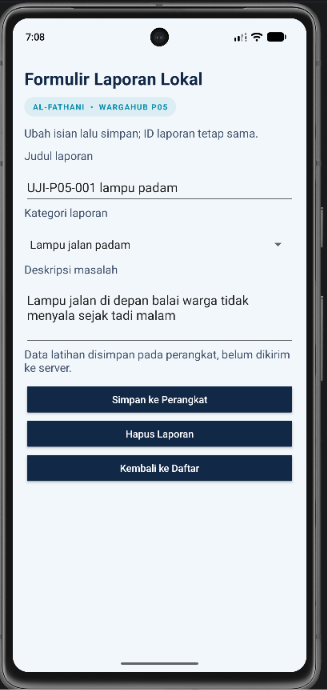 7:08
Formulir Laporan Lokal
AL-FATHANI • WARGAHUB P05
Ubah isian lalu simpan; ID laporan tetap sama.
Judul laporan
UJI-P05-001 lampu padam
Kategori laporan
Lampu jalan padam
Deskripsi masalah
Lampu jalan di depan balai warga tidak
menyala sejak tadi malam
Data latihan disimpan pada perangkat, belum dikirim
ke server.
Simpan ke Perangkat
Hapus Laporan
Kembali ke Daftar